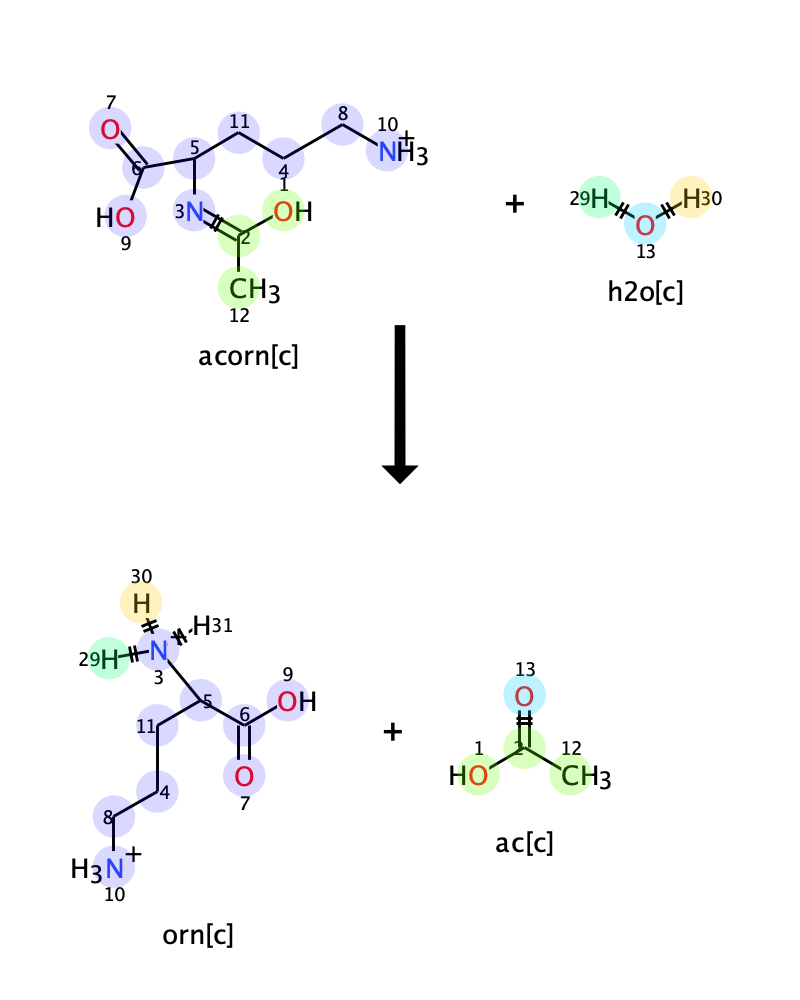 7
O
6
HO
9
5
11
4
8
10
NH3
+
3N
1
OH
2
CH3
12
acorn[c]
+
29H
H30
O
13
h2o[c]
30
H
H31
29H
N
3
5
9
OH
6
O
7
11
4
8
H3N+
10
orn[c]
+
13
O
1
HO
2
12
CH3
ac[c]